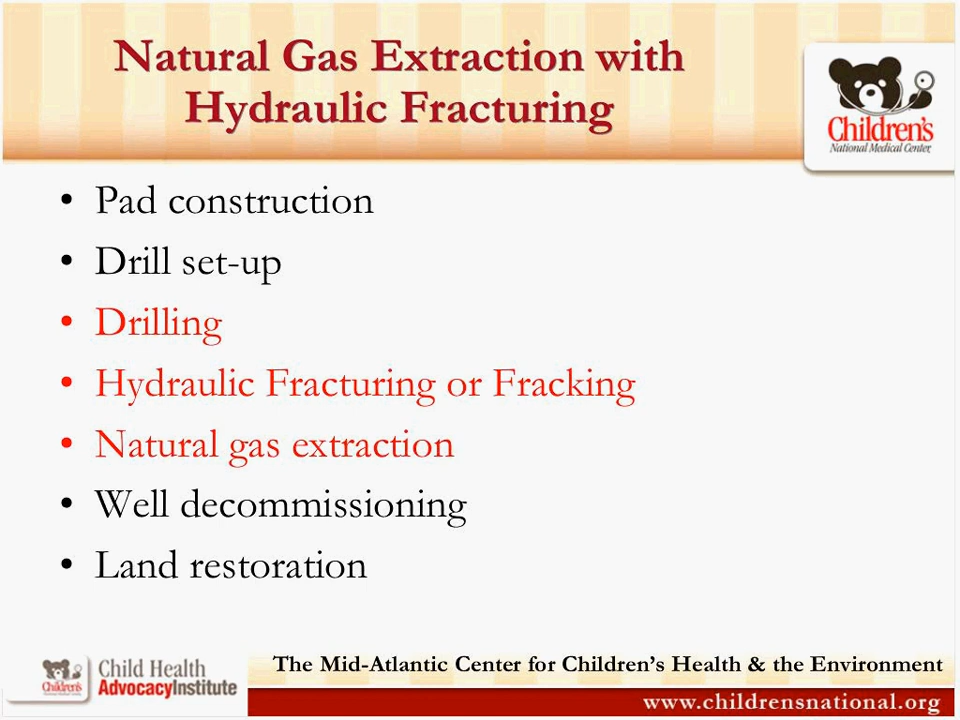 Natural Gas Extraction with
Hydraulic Fracturing
Children's
National Medical Center
• Pad construction
• Drill set-up
• Drilling
• Hydraulic Fracturing or Fracking
• Natural gas extraction
• Well decommissioning
• Land restoration
Children's
Child Health
AdvocacyInstitute
The Mid-Atlantic Center for Children's Health & the Environment
www.childrensnational.org